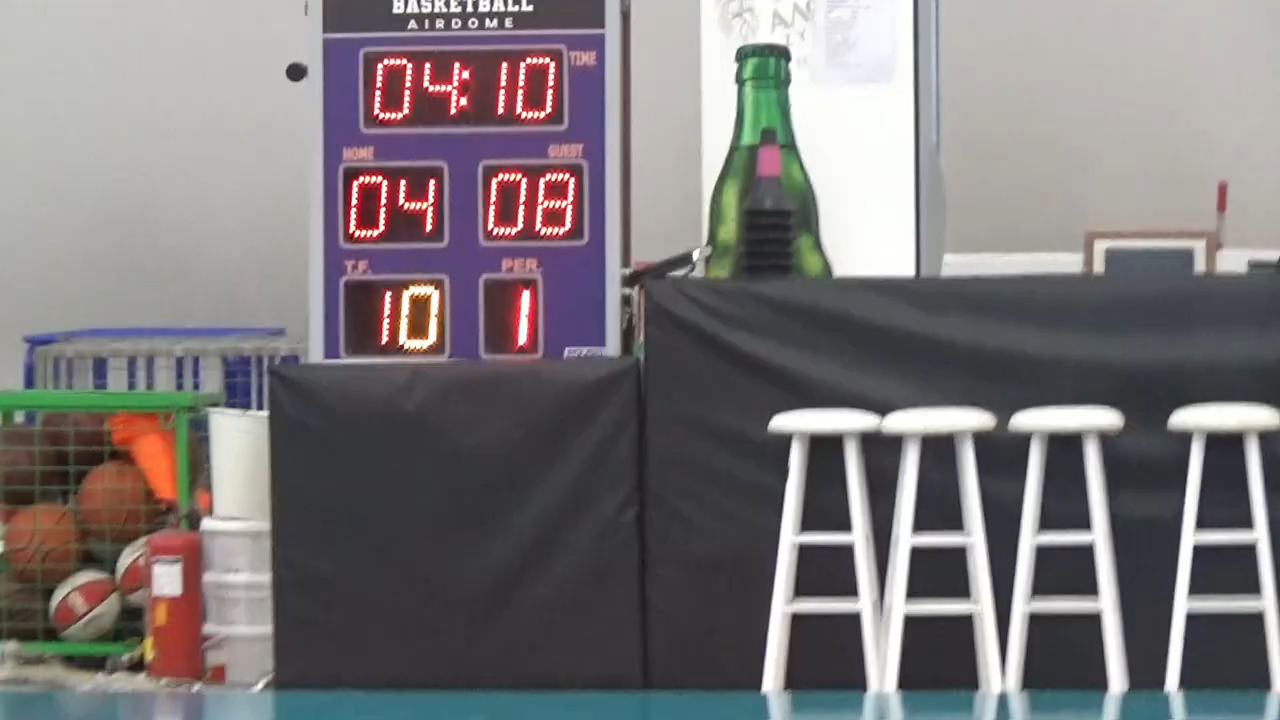 BASKETBALL
AIRDOME
TIME
04:10
HOME GUEST
04 08
T.F. PER.
10 1